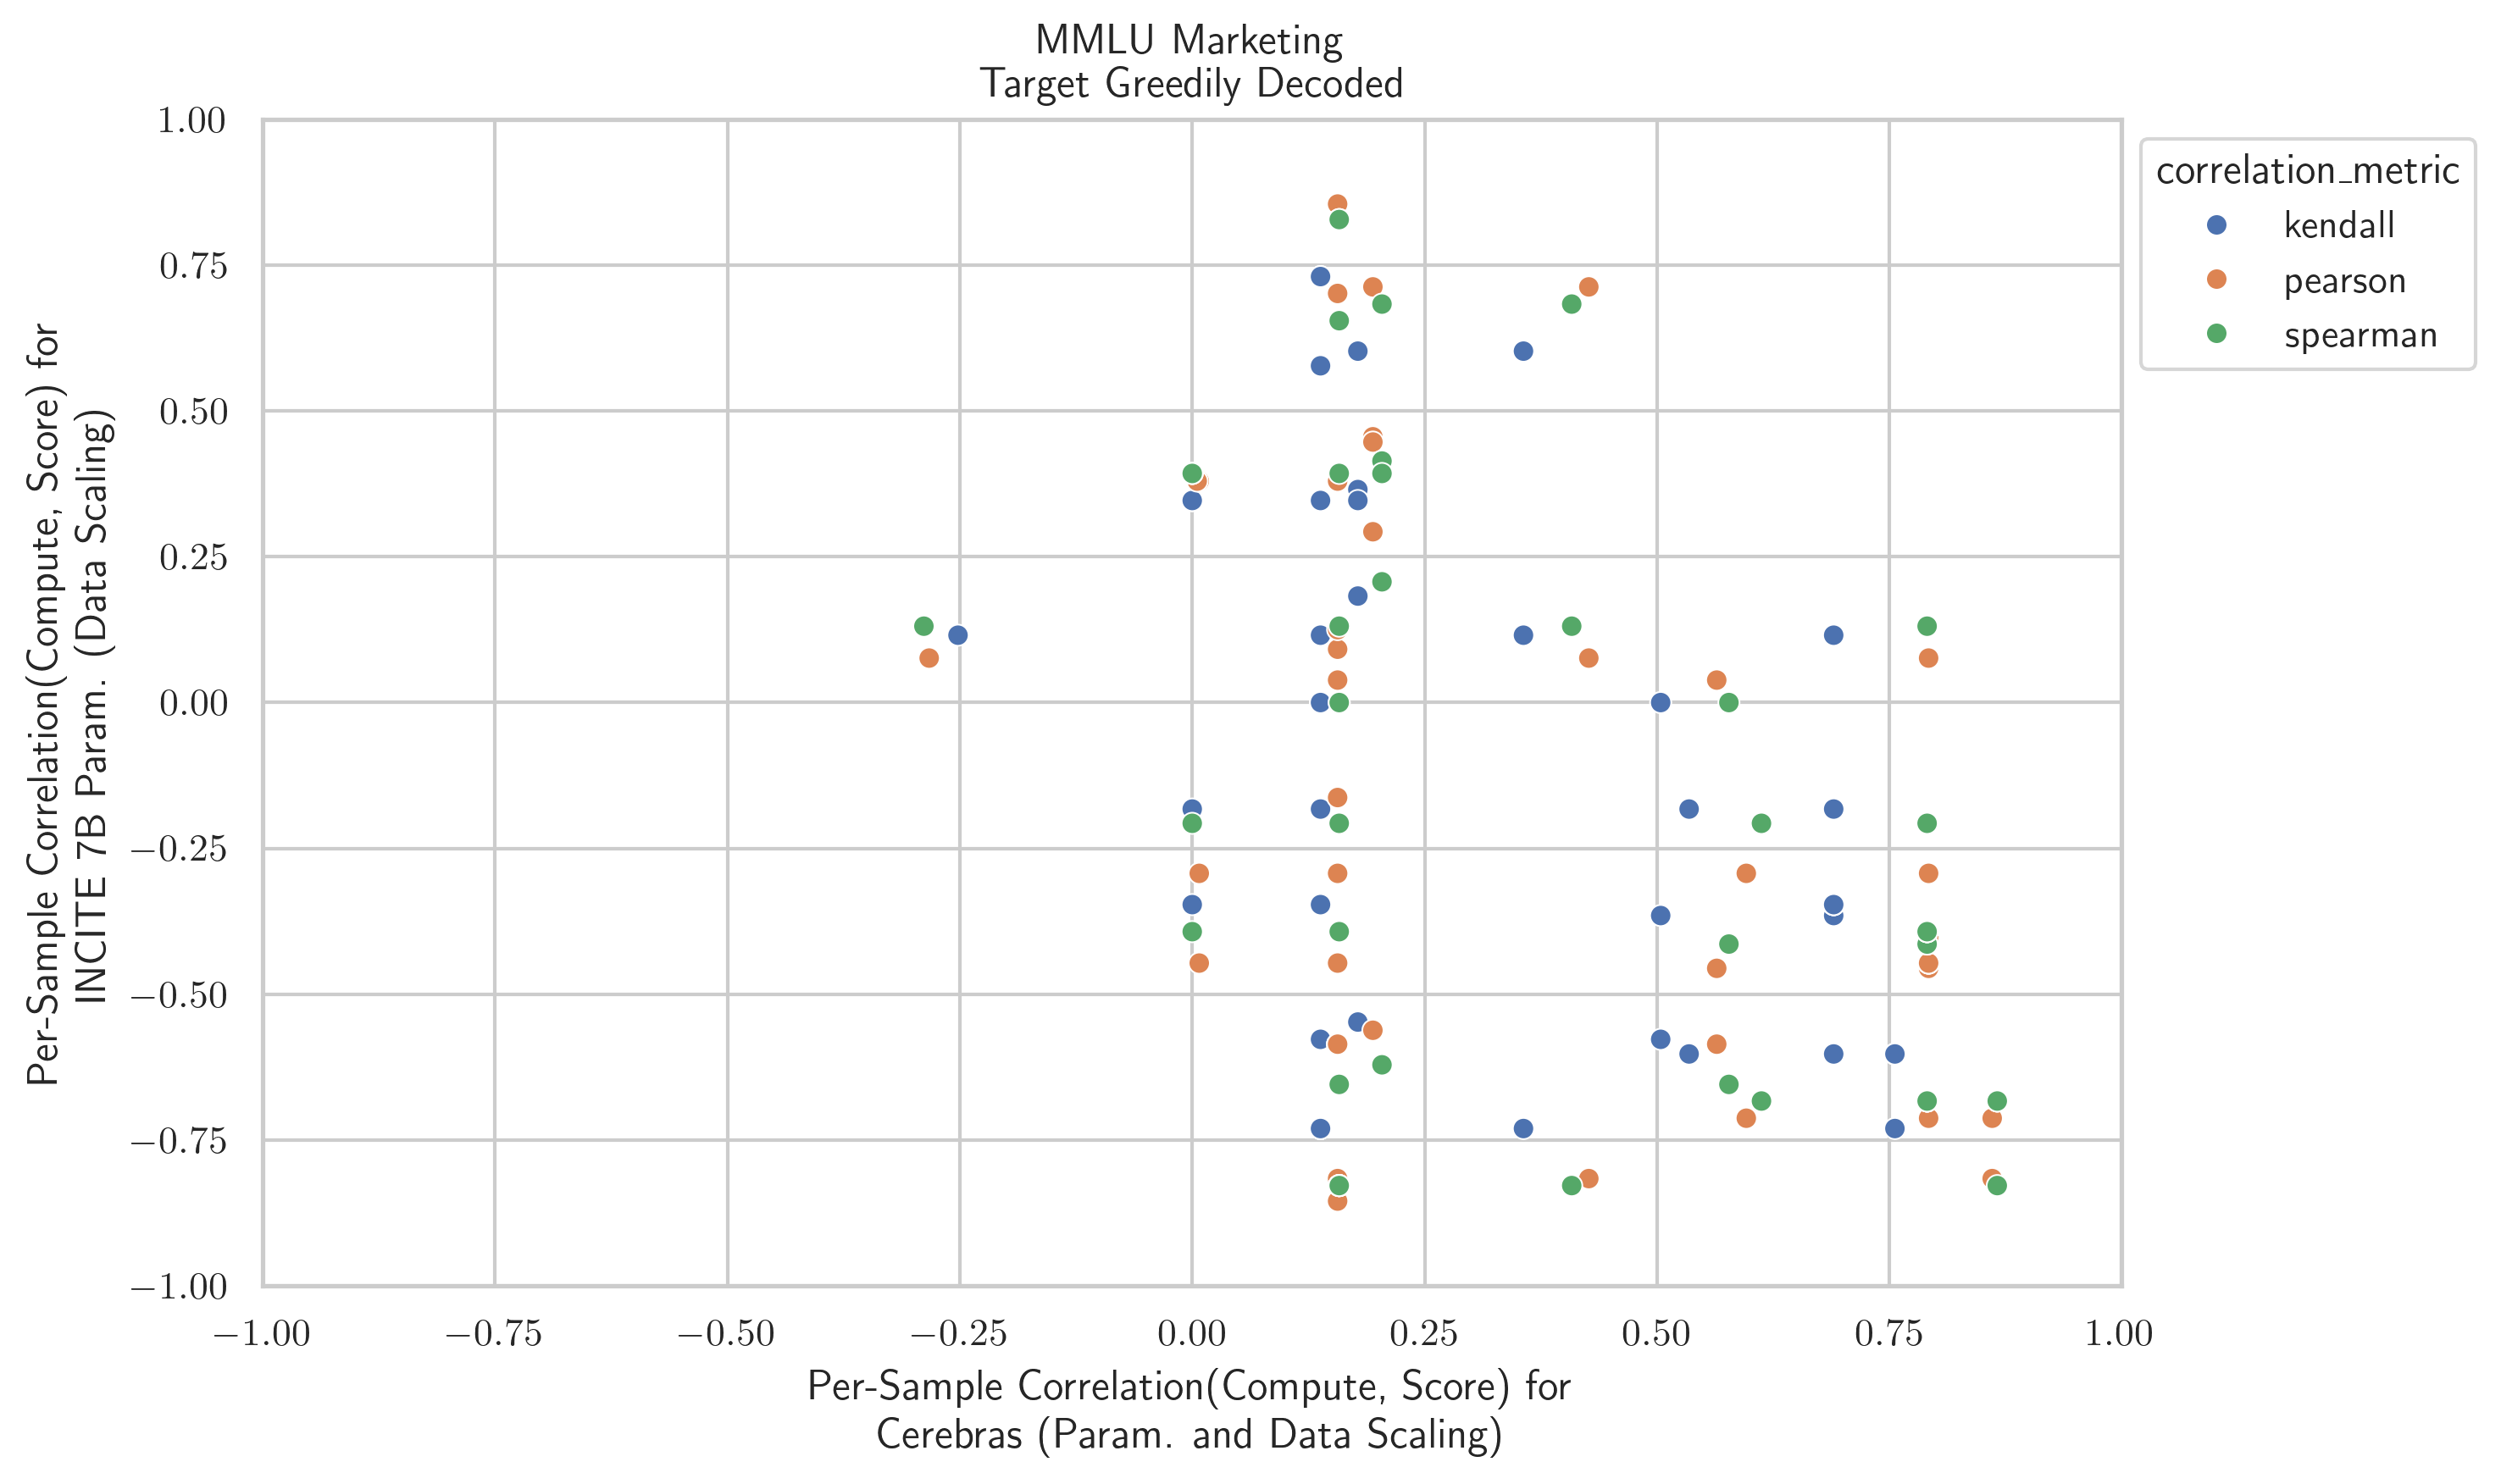 MMLU Marketing
Target Greedily Decoded
Per-Sample Correlation(Compute, Score) for
INCITE 7B Param. (Data Scaling)
1.00
0.75
0.50
0.25
0.00
−0.25
−0.50
−0.75
−1.00
−1.00 −0.75 −0.50 −0.25 0.00 0.25 0.50 0.75 1.00
Per-Sample Correlation(Compute, Score) for
Cerebras (Param. and Data Scaling)
correlation_metric
kendall
pearson
spearman